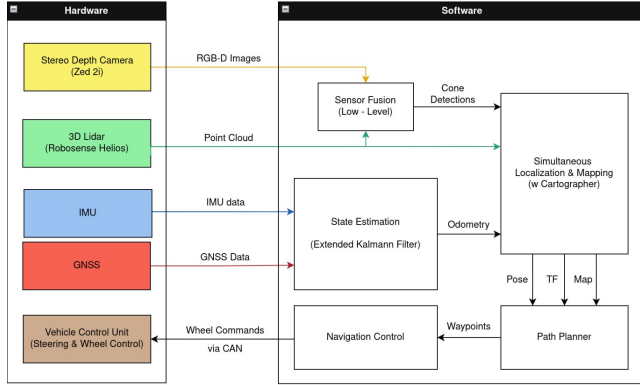 Hardware
Software
Stereo Depth Camera
(Zed 2i)
RGB-D Images
Sensor Fusion
(Low - Level)
Cone
Detections
3D Lidar
(Robosense Helios)
Point Cloud
Simultaneous
Localization & Mapping
(w Cartographer)
IMU
IMU data
State Estimation
(Extended Kalmann Filter)
Odometry
GNSS
GNSS Data
Pose
TF
Map
Vehicle Control Unit
(Steering & Wheel Control)
Wheel Commands
via CAN
Navigation Control
Waypoints
Path Planner